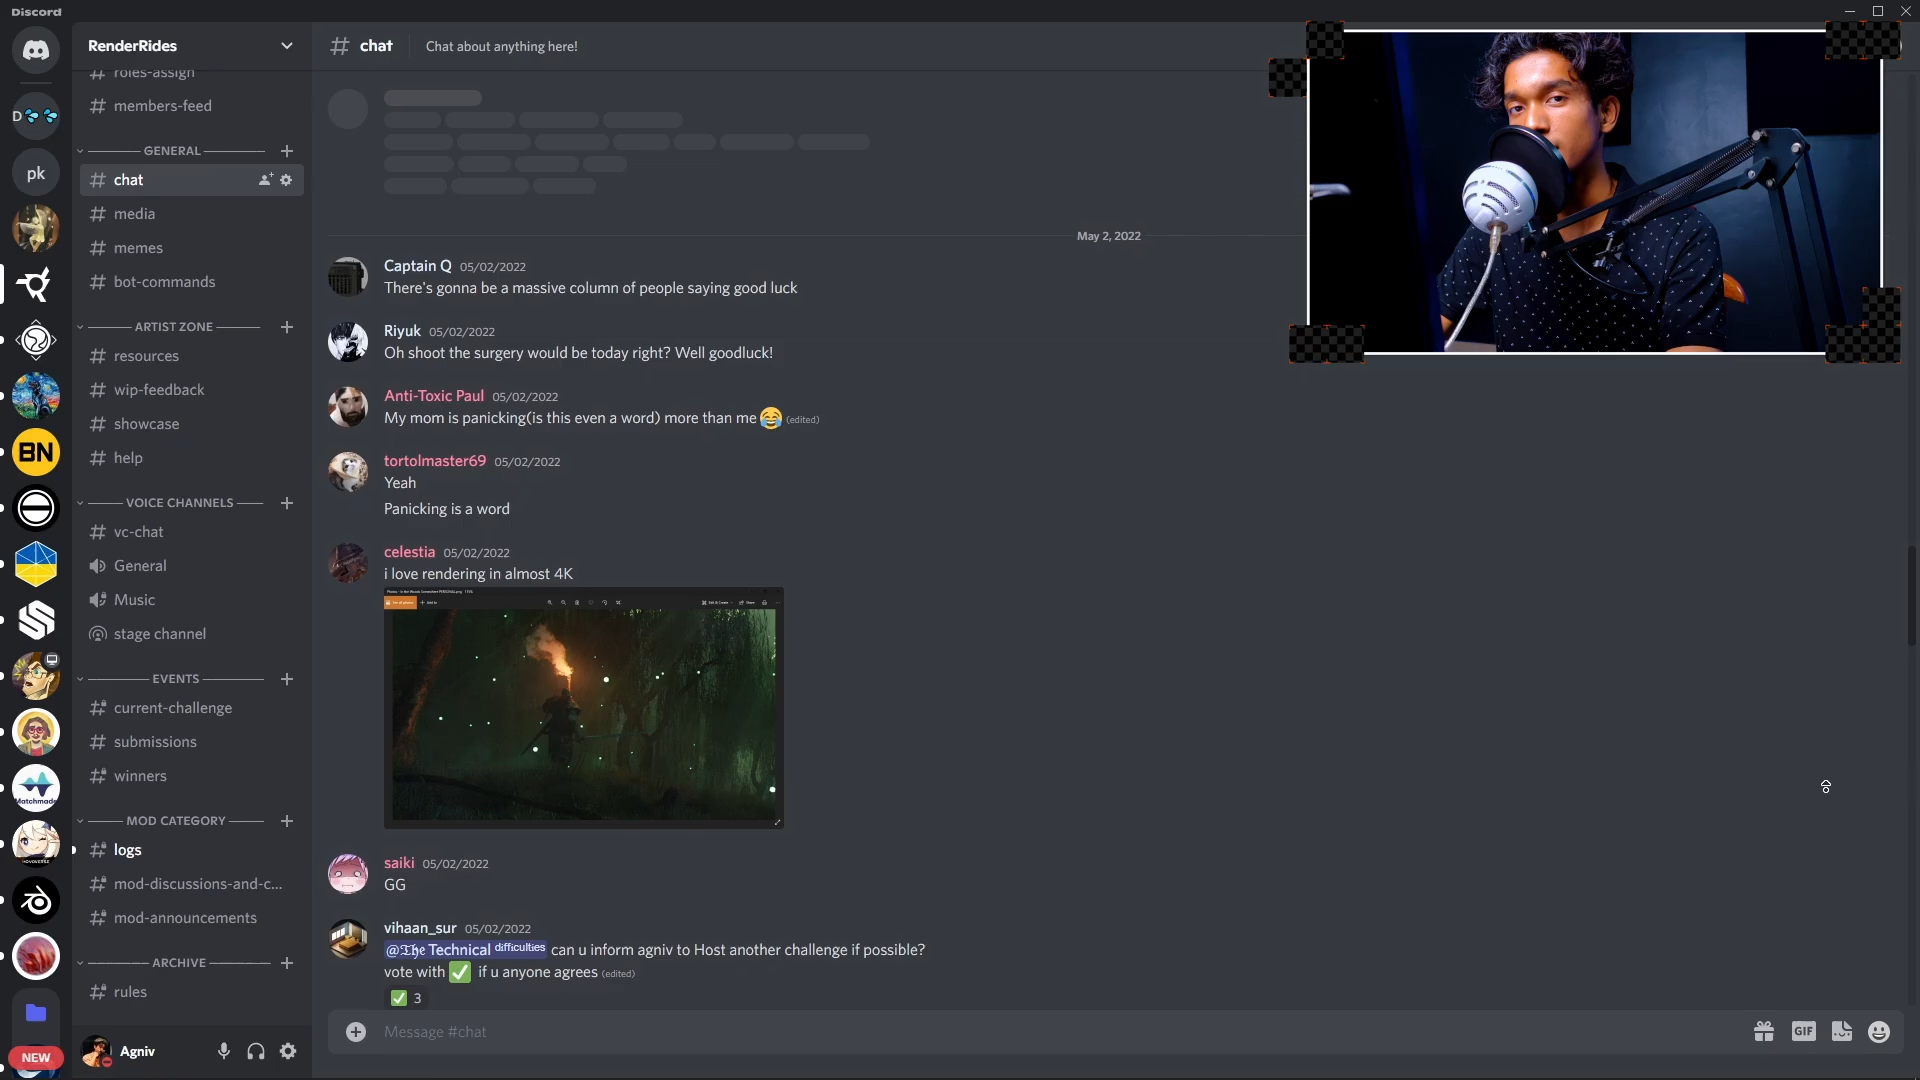 Discord
RenderRides
roles-assign
members-feed
GENERAL
chat
media
memes
bot-commands
ARTIST ZONE
resources
wip-feedback
showcase
help
VOICE CHANNELS
vc-chat
General
Music
stage channel
EVENTS
current-challenge
submissions
winners
MOD CATEGORY
logs
mod-discussions-and-c...
mod-announcements
ARCHIVE
rules
Agniv
D
pk
BN
Matchmade
NEW
chat
Chat about anything here!
May 2, 2022
Captain Q 05/02/2022
There's gonna be a massive column of people saying good luck
Riyuk 05/02/2022
Oh shoot the surgery would be today right? Well goodluck!
Anti-Toxic Paul 05/02/2022
My mom is panicking(is this even a word) more than me 😂 (edited)
tortolmaster69 05/02/2022
Yeah
Panicking is a word
celestia 05/02/2022
i love rendering in almost 4K
saiki 05/02/2022
GG
vihaan_sur 05/02/2022
@𝕿𝖍𝖊 Technical difficulties can u inform agniv to Host another challenge if possible?
vote with ✅ if u anyone agrees (edited)
✅ 3
Message #chat
GIF